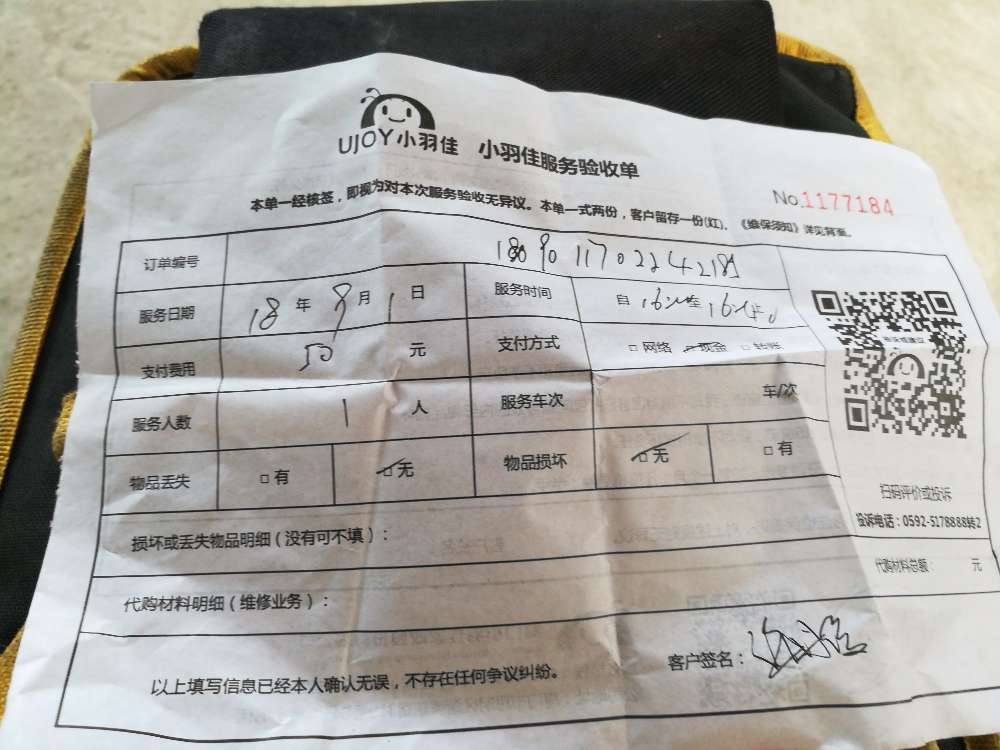 UJOY小羽佳 小羽佳服务验收单
No.1177184
本单一经核签,即视为对本次服务验收无异议。本单一式两份,客户留存一份(红)。《维保须知》详见背面。
订单编号
服务日期 18 年 9 月 1 日 服务时间 自 至
支付费用 50 元 支付方式 □网络 □现金 □转账
服务人数 1 人 服务车次 车/次
物品丢失 □有 □无 物品损坏 □无 □有
扫码评价或投诉
投诉电话:0592-5178888转2
损坏或丢失物品明细(没有可不填):
代购材料总额: 元
代购材料明细(维修业务):
客户签名:
以上填写信息已经本人确认无误,不存在任何争议纠纷。